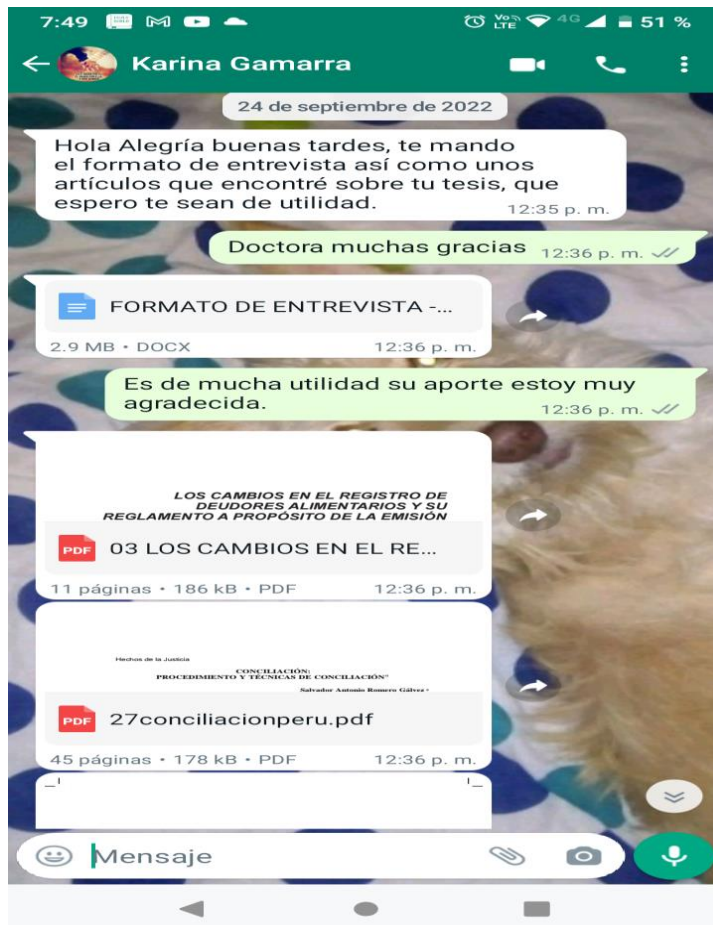 7:49 Vo LTE 4G 51 %
Karina Gamarra
24 de septiembre de 2022
Hola Alegría buenas tardes, te mando
el formato de entrevista así como unos
artículos que encontré sobre tu tesis, que
espero te sean de utilidad. 12:35 p. m.
Doctora muchas gracias 12:36 p. m.
FORMATO DE ENTREVISTA -...
2.9 MB • DOCX 12:36 p. m.
Es de mucha utilidad su aporte estoy muy
agradecida. 12:36 p. m.
LOS CAMBIOS EN EL REGISTRO DE
DEUDORES ALIMENTARIOS Y SU
REGLAMENTO A PROPÓSITO DE LA EMISIÓN
PDF 03 LOS CAMBIOS EN EL RE...
11 páginas • 186 kB • PDF 12:36 p. m.
Hechos de la Justicia
CONCILIACIÓN:
PROCEDIMIENTO Y TÉCNICAS DE CONCILIACIÓN"
Salvador Antonio Romero Gálvez
PDF 27conciliacionperu.pdf
45 páginas • 178 kB • PDF 12:36 p. m.
Mensaje